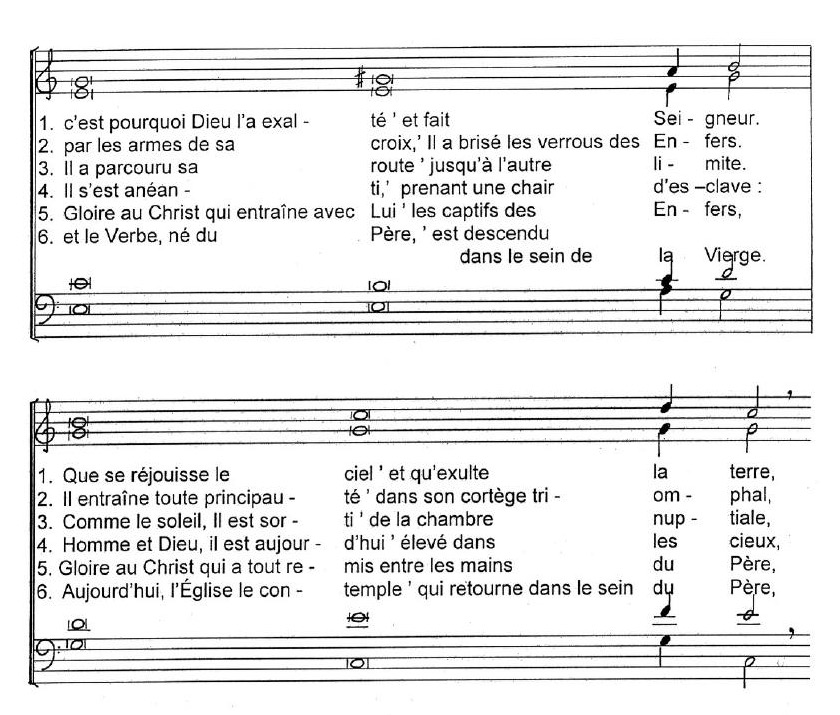 1. c'est pourquoi Dieu l'a exal - té ' et fait Sei - gneur.
2. par les armes de sa croix,' Il a brisé les verrous des En - fers.
3. Il a parcouru sa route ' jusqu'à l'autre li - mite.
4. Il s'est anéan - ti,' prenant une chair d'es –clave :
5. Gloire au Christ qui entraîne avec Lui ' les captifs des En - fers,
6. et le Verbe, né du Père, ' est descendu
dans le sein de la Vierge.
1. Que se réjouisse le ciel ' et qu'exulte la terre,
2. Il entraîne toute principau - té ' dans son cortège tri - om - phal,
3. Comme le soleil, Il est sor - ti ' de la chambre nup - tiale,
4. Homme et Dieu, il est aujour - d'hui ' élevé dans les cieux,
5. Gloire au Christ qui a tout re - mis entre les mains du Père,
6. Aujourd'hui, l'Église le con - temple ' qui retourne dans le sein du Père,